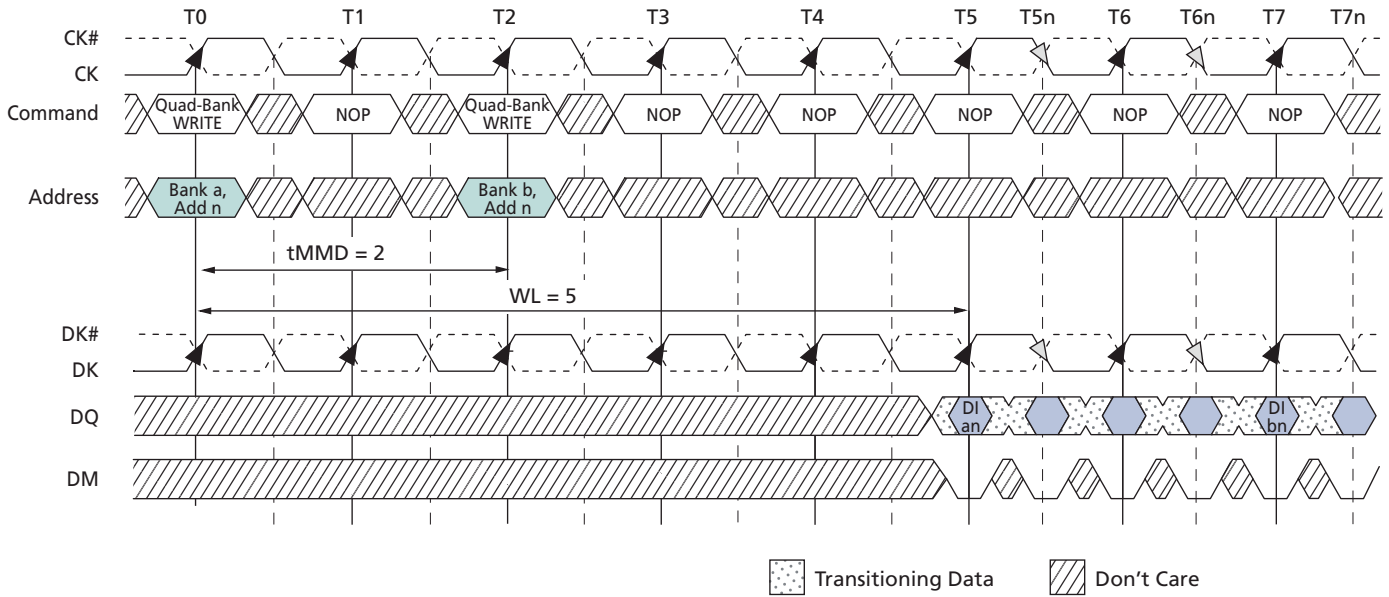 T0 T1 T2 T3 T4 T5 T5n T6 T6n T7 T7n
CK#
CK
Command
Quad-Bank
WRITE
NOP
Quad-Bank
WRITE
NOP
NOP
NOP
NOP
NOP
Address
Bank a,
Add n
Bank b,
Add n
tMMD = 2
WL = 5
DK#
DK
DQ
DI
an
DI
bn
DM
Transitioning Data
Don't Care